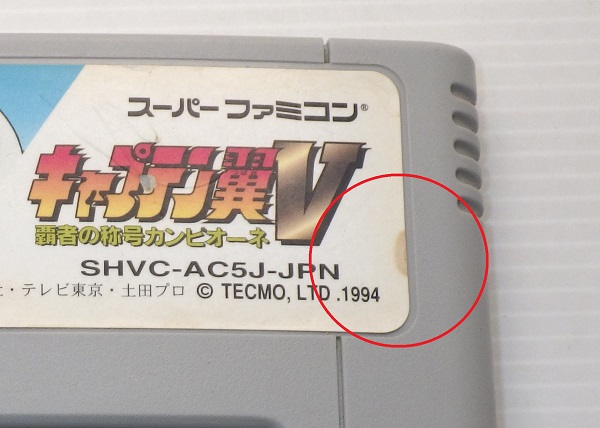 スーパーファミコン®
キャプテン翼V
覇者の称号カンピオーネ
SHVC-AC5J-JPN
・テレビ東京・土田プロ © TECMO, LTD .1994